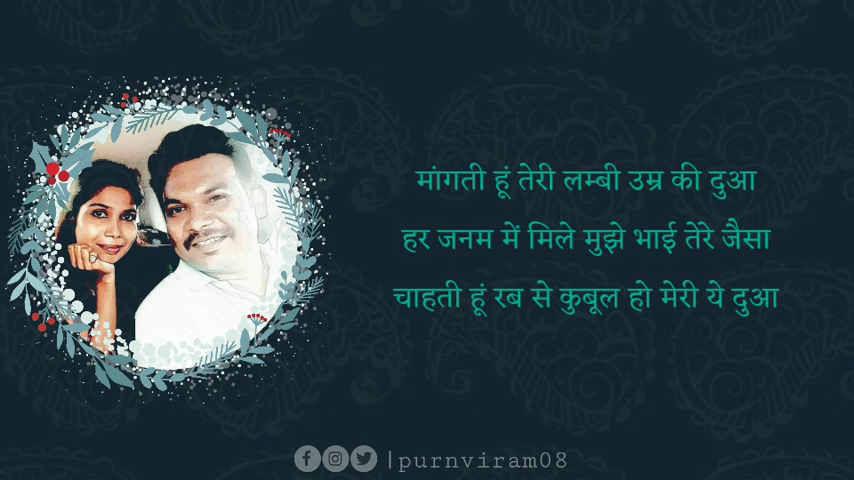 मांगती हूं तेरी लम्बी उम्र की दुआ
हर जनम में मिले मुझे भाई तेरे जैसा
चाहती हूं रब से कुबूल हो मेरी ये दुआ
|purnviram08